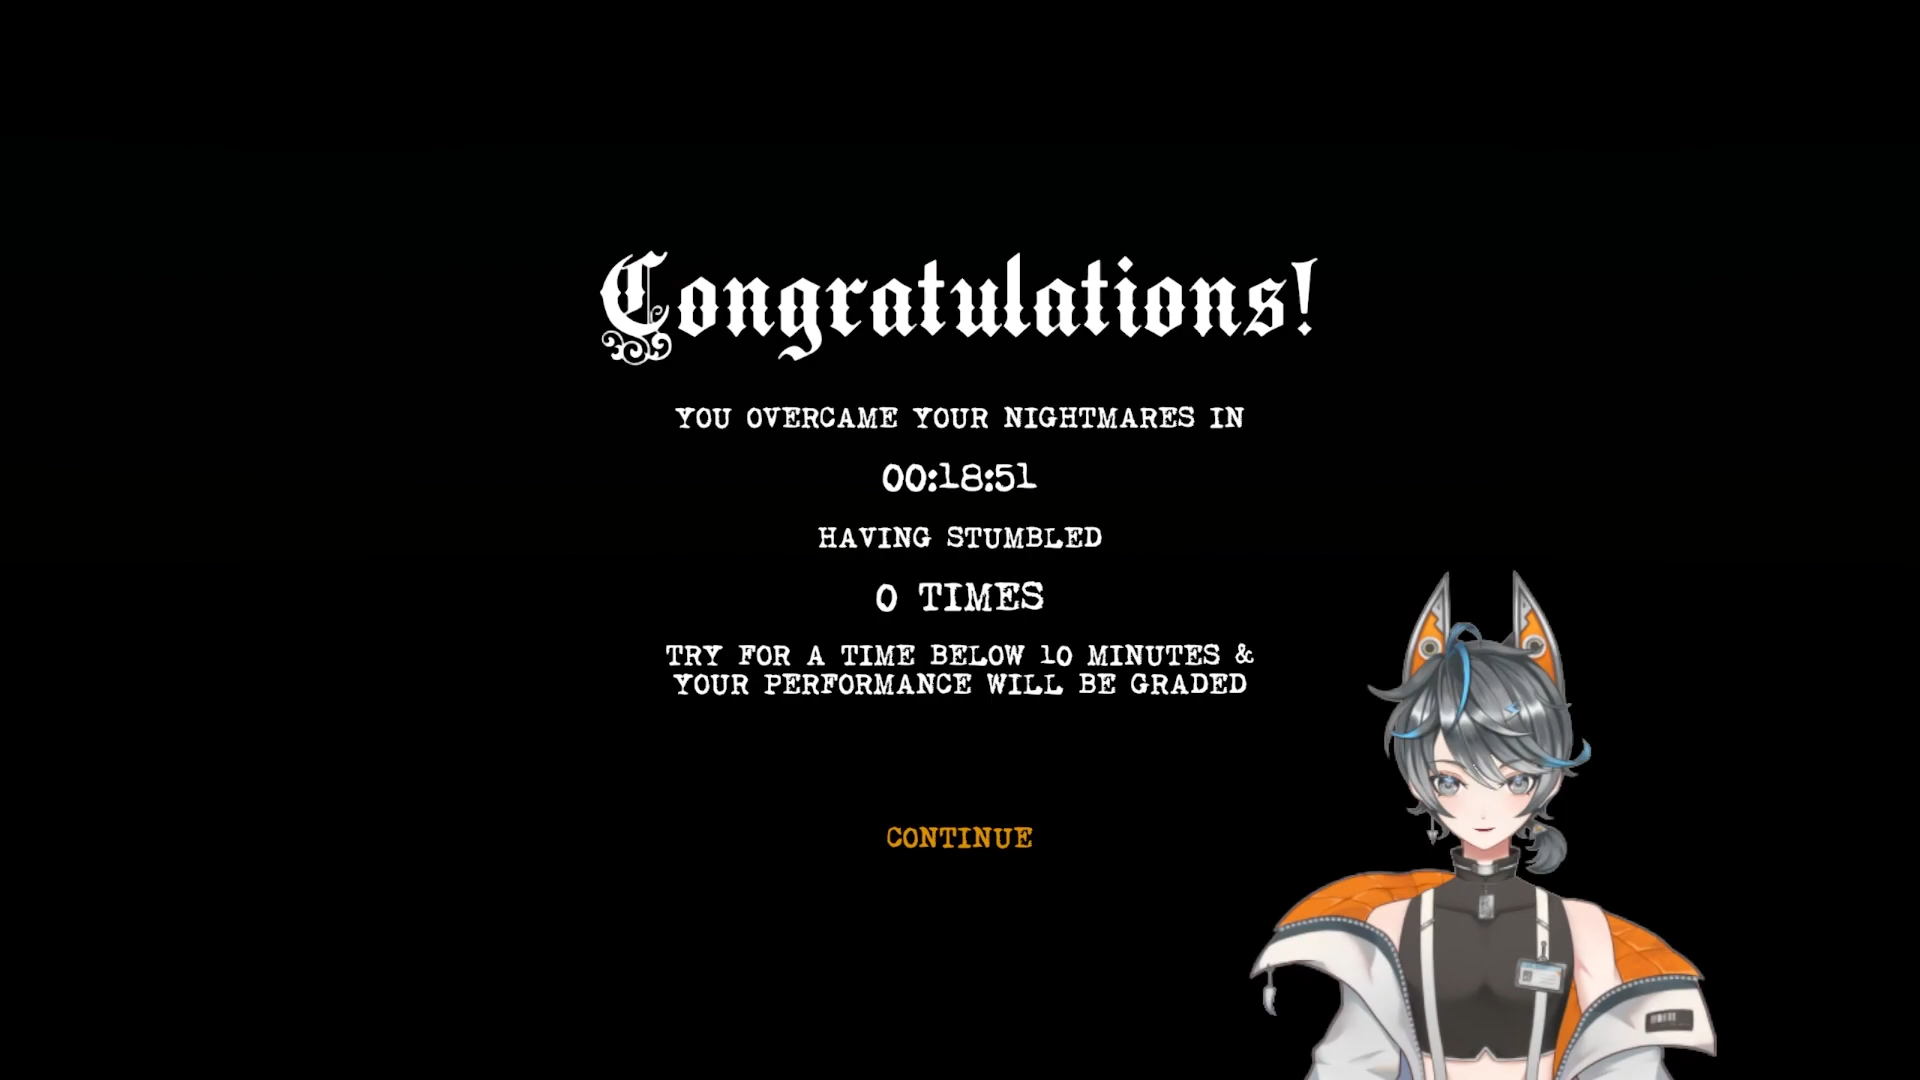 Congratulations!
YOU OVERCAME YOUR NIGHTMARES IN
00:18:51
HAVING STUMBLED
0 TIMES
TRY FOR A TIME BELOW 10 MINUTES &
YOUR PERFORMANCE WILL BE GRADED
CONTINUE